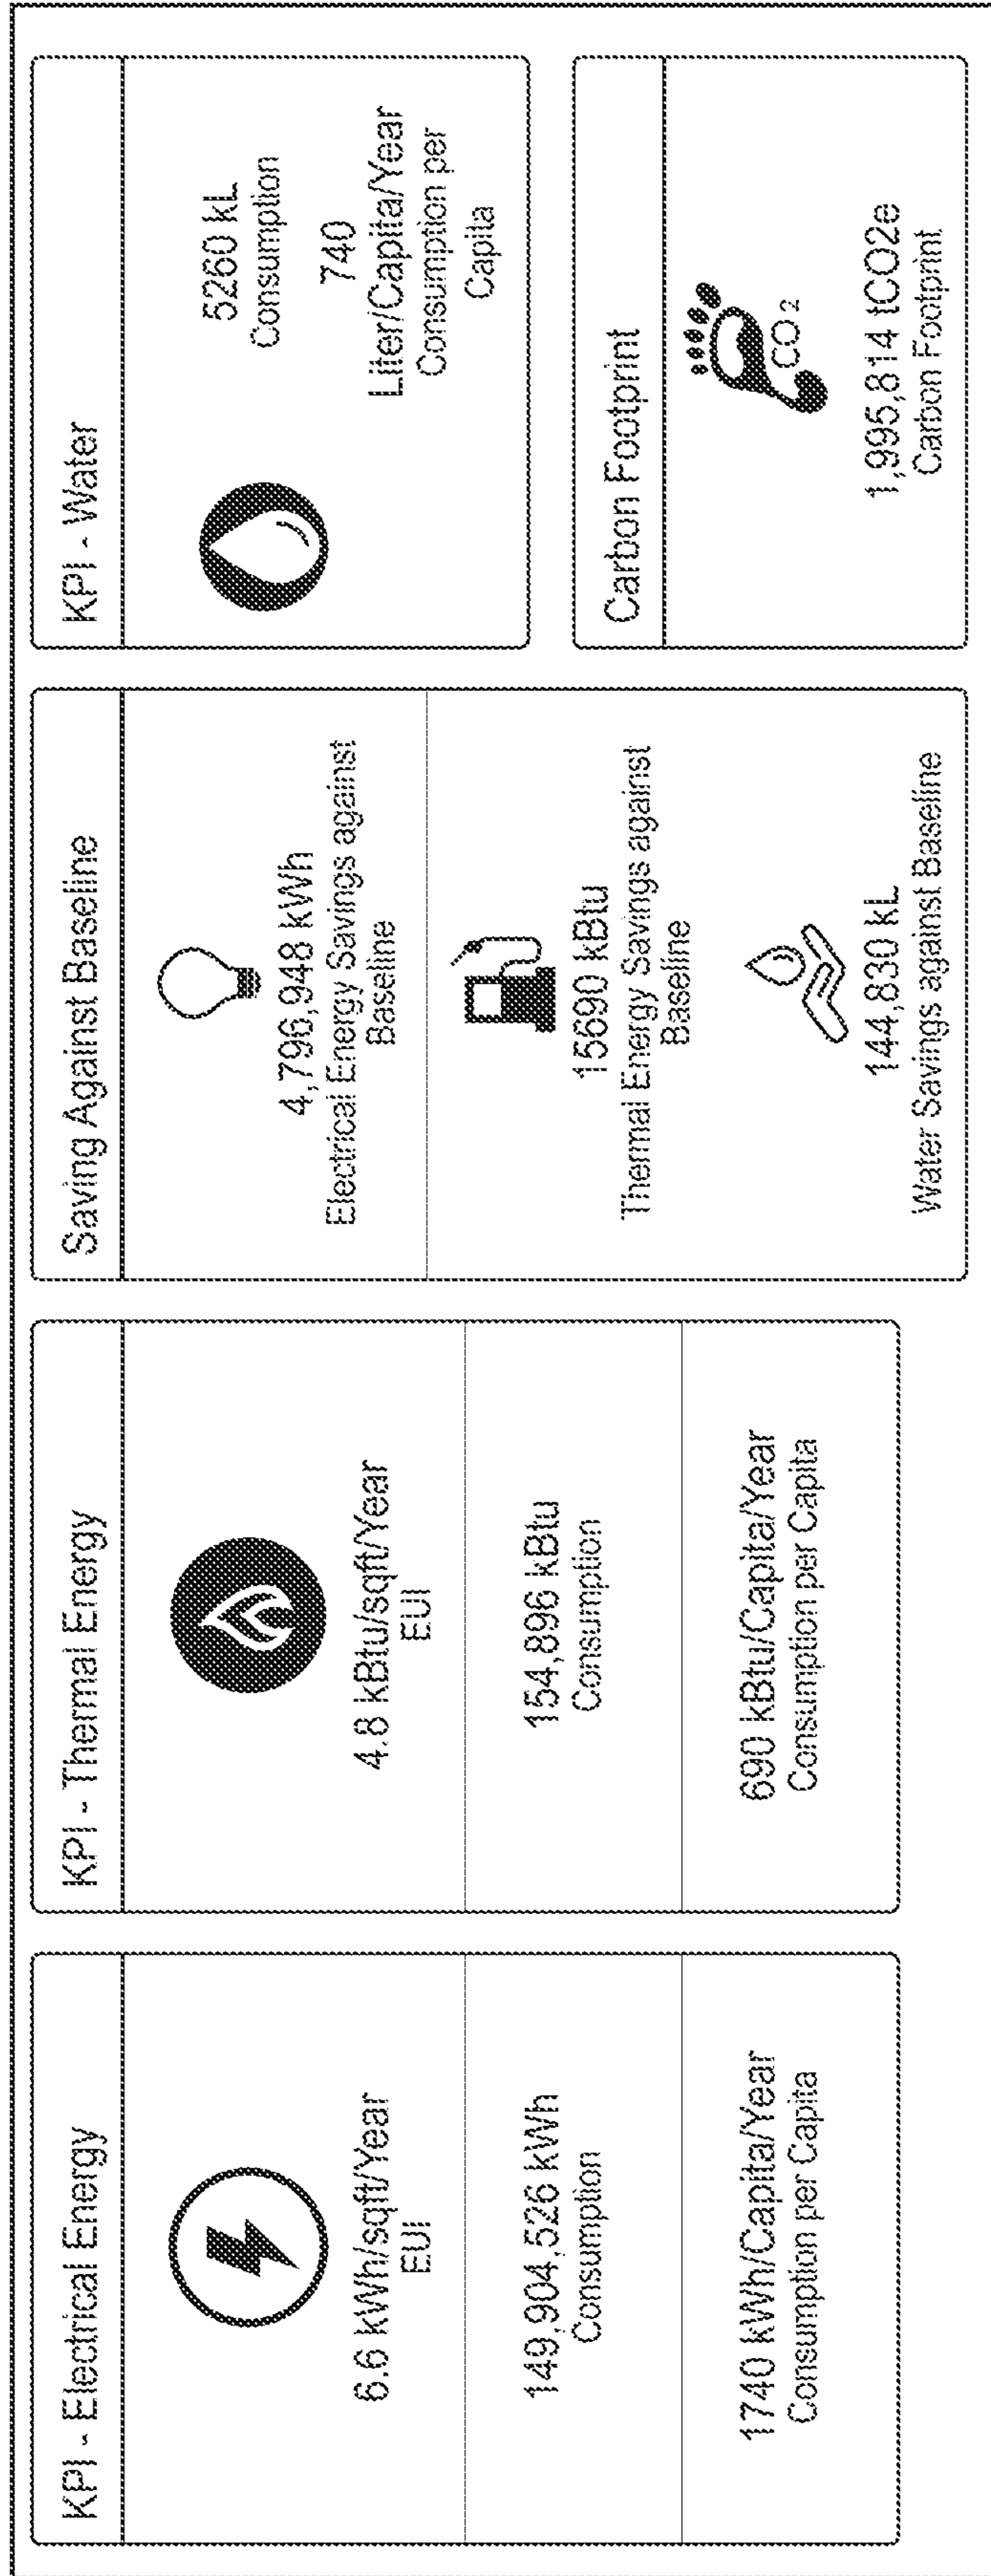 KPI - Electrical Energy
6.6 kWh/sqft/Year
EUI
149,904,526 kWh
Consumption
1740 kWh/Capita/Year
Consumption per Capita
KPI - Thermal Energy
4.8 kBtu/sqft/Year
EUI
154,896 kBtu
Consumption
690 kBtu/Capita/Year
Consumption per Capita
Saving Against Baseline
4,796,948 kWh
Electrical Energy Savings against
Baseline
15690 kBtu
Thermal Energy Savings against
Baseline
144,830 kL
Water Savings against Baseline
KPI - Water
5260 kL
Consumption
740
Liter/Capita/Year
Consumption per
Capita
Carbon Footprint
CO2
1,995,814 tCO2e
Carbon Footprint